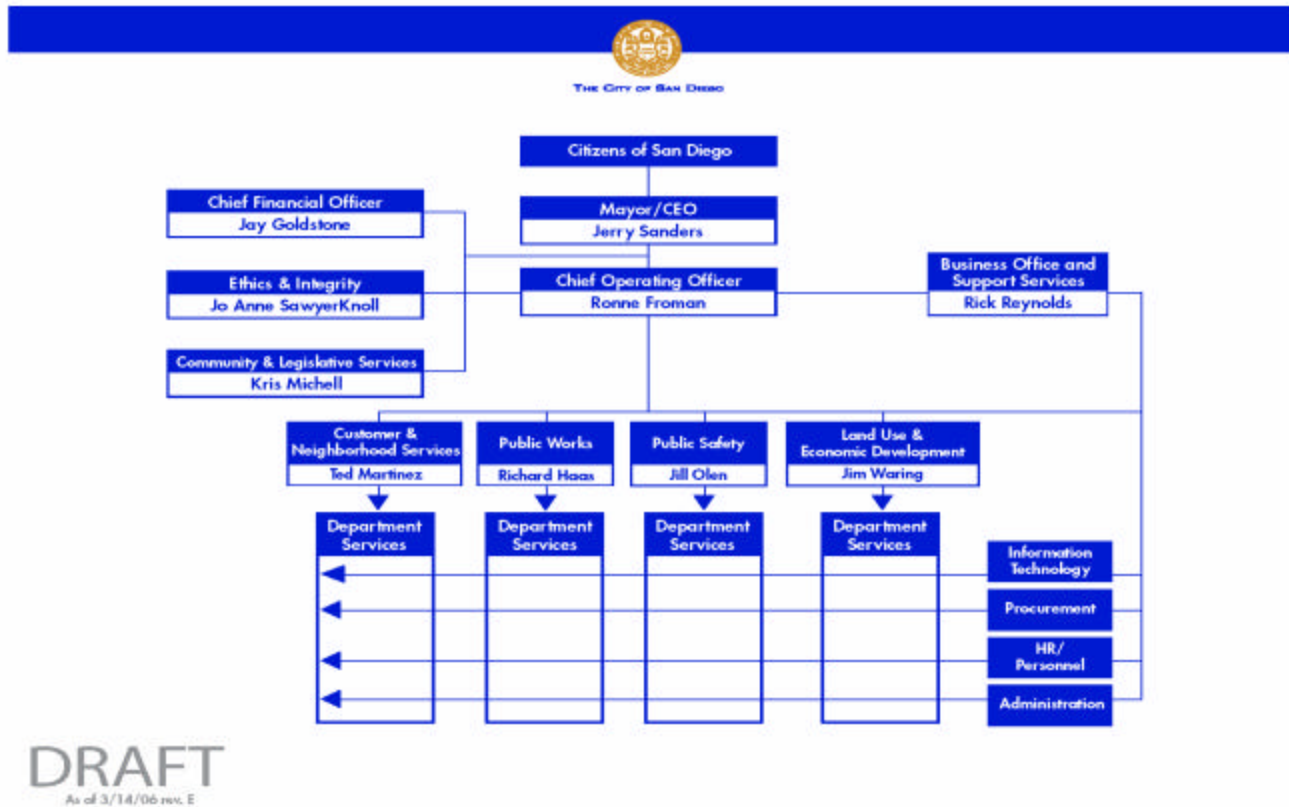 THE CITY OF SAN DIEGO
Citizens of San Diego
Chief Financial Officer
Jay Goldstone
Mayor/CEO
Jerry Sanders
Ethics & Integrity
Jo Anne SawyerKnoll
Chief Operating Officer
Ronne Froman
Business Office and
Support Services
Rick Reynolds
Community & Legislative Services
Kris Michell
Customer &
Neighborhood Services
Ted Martinez
Public Works
Richard Haas
Public Safety
Jill Olen
Land Use &
Economic Development
Jim Waring
Department
Services
Department
Services
Department
Services
Department
Services
Information
Technology
Procurement
HR/
Personnel
Administration
DRAFT
As of 3/14/06 rev. E